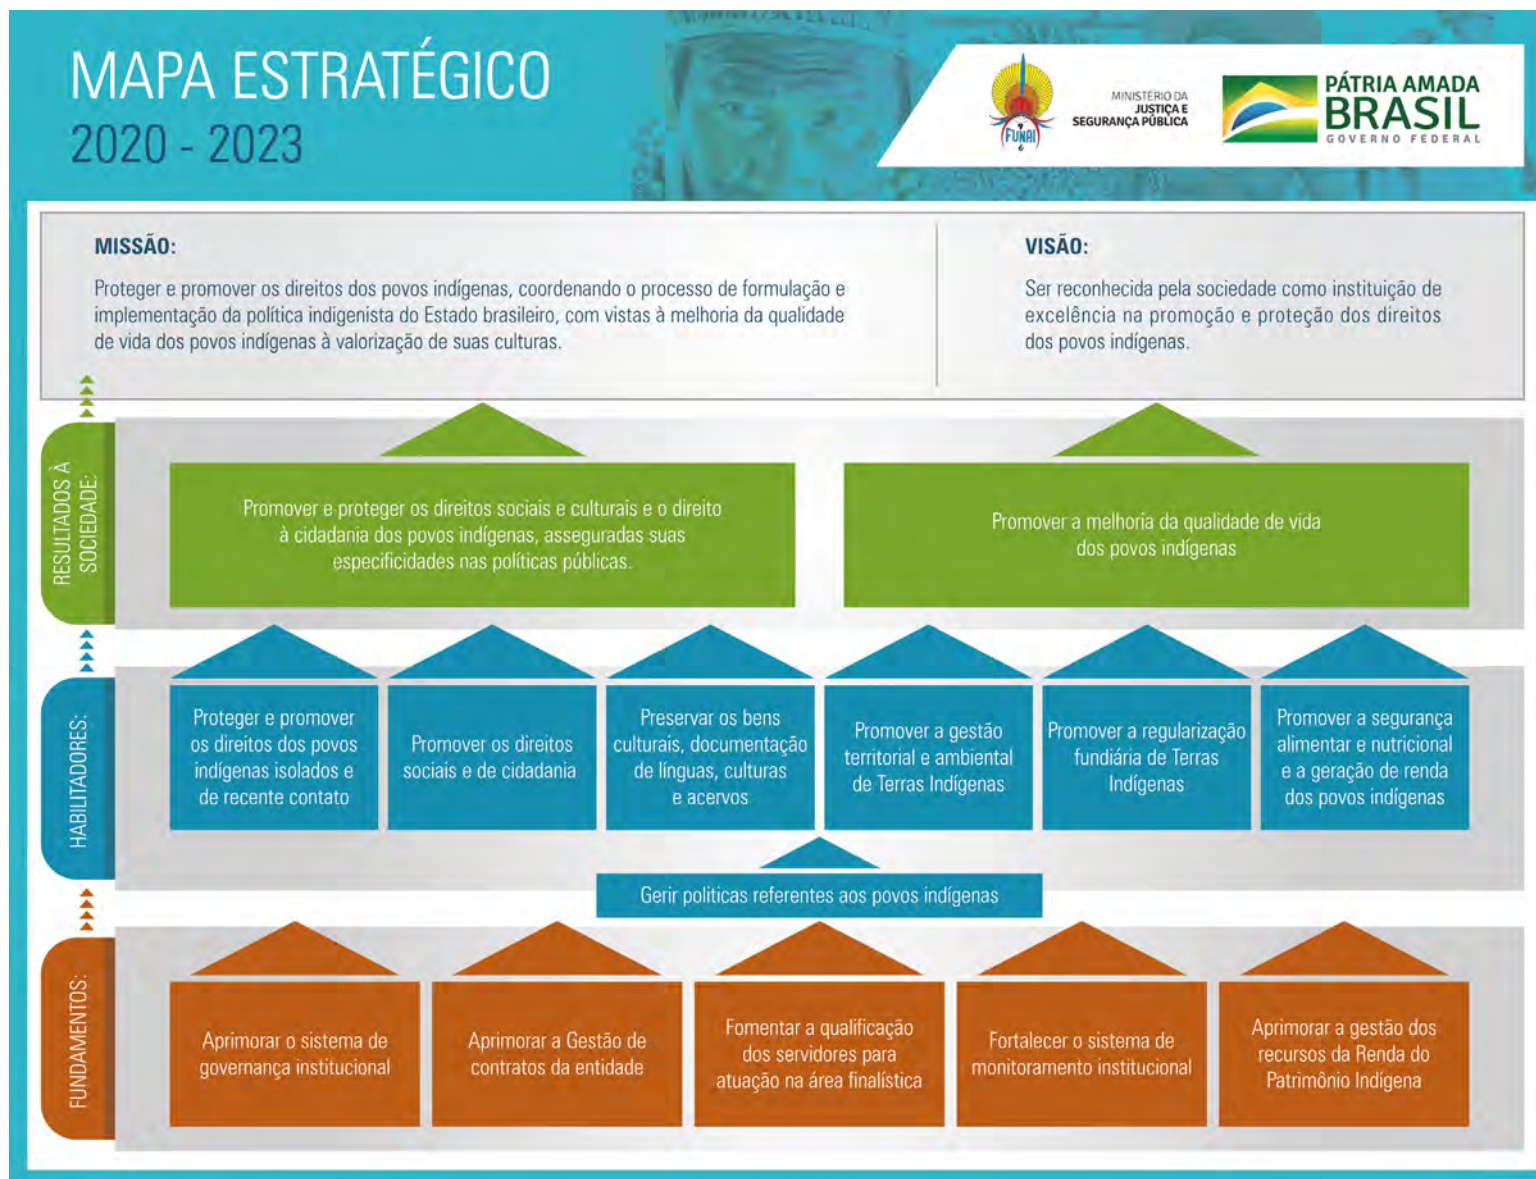 MAPA ESTRATÉGICO
2020 - 2023
FUNAI
MINISTÉRIO DA
JUSTIÇA E
SEGURANÇA PÚBLICA
PÁTRIA AMADA
BRASIL
GOVERNO FEDERAL
MISSÃO:
Proteger e promover os direitos dos povos indígenas, coordenando o processo de formulação e
implementação da política indigenista do Estado brasileiro, com vistas à melhoria da qualidade
de vida dos povos indígenas à valorização de suas culturas.
VISÃO:
Ser reconhecida pela sociedade como instituição de
excelência na promoção e proteção dos direitos
dos povos indígenas.
RESULTADOS À
SOCIEDADE:
Promover e proteger os direitos sociais e culturais e o direito
à cidadania dos povos indígenas, asseguradas suas
especificidades nas políticas públicas.
Promover a melhoria da qualidade de vida
dos povos indígenas
HABILITADORES:
Proteger e promover
os direitos dos povos
indígenas isolados e
de recente contato
Promover os direitos
sociais e de cidadania
Preservar os bens
culturais, documentação
de línguas, culturas
e acervos
Promover a gestão
territorial e ambiental
de Terras Indígenas
Promover a regularização
fundiária de Terras
Indígenas
Promover a segurança
alimentar e nutricional
e a geração de renda
dos povos indígenas
Gerir politicas referentes aos povos indígenas
FUNDAMENTOS:
Aprimorar o sistema de
governança institucional
Aprimorar a Gestão de
contratos da entidade
Fomentar a qualificação
dos servidores para
atuação na área finalística
Fortalecer o sistema de
monitoramento institucional
Aprimorar a gestão dos
recursos da Renda do
Patrimônio Indígena